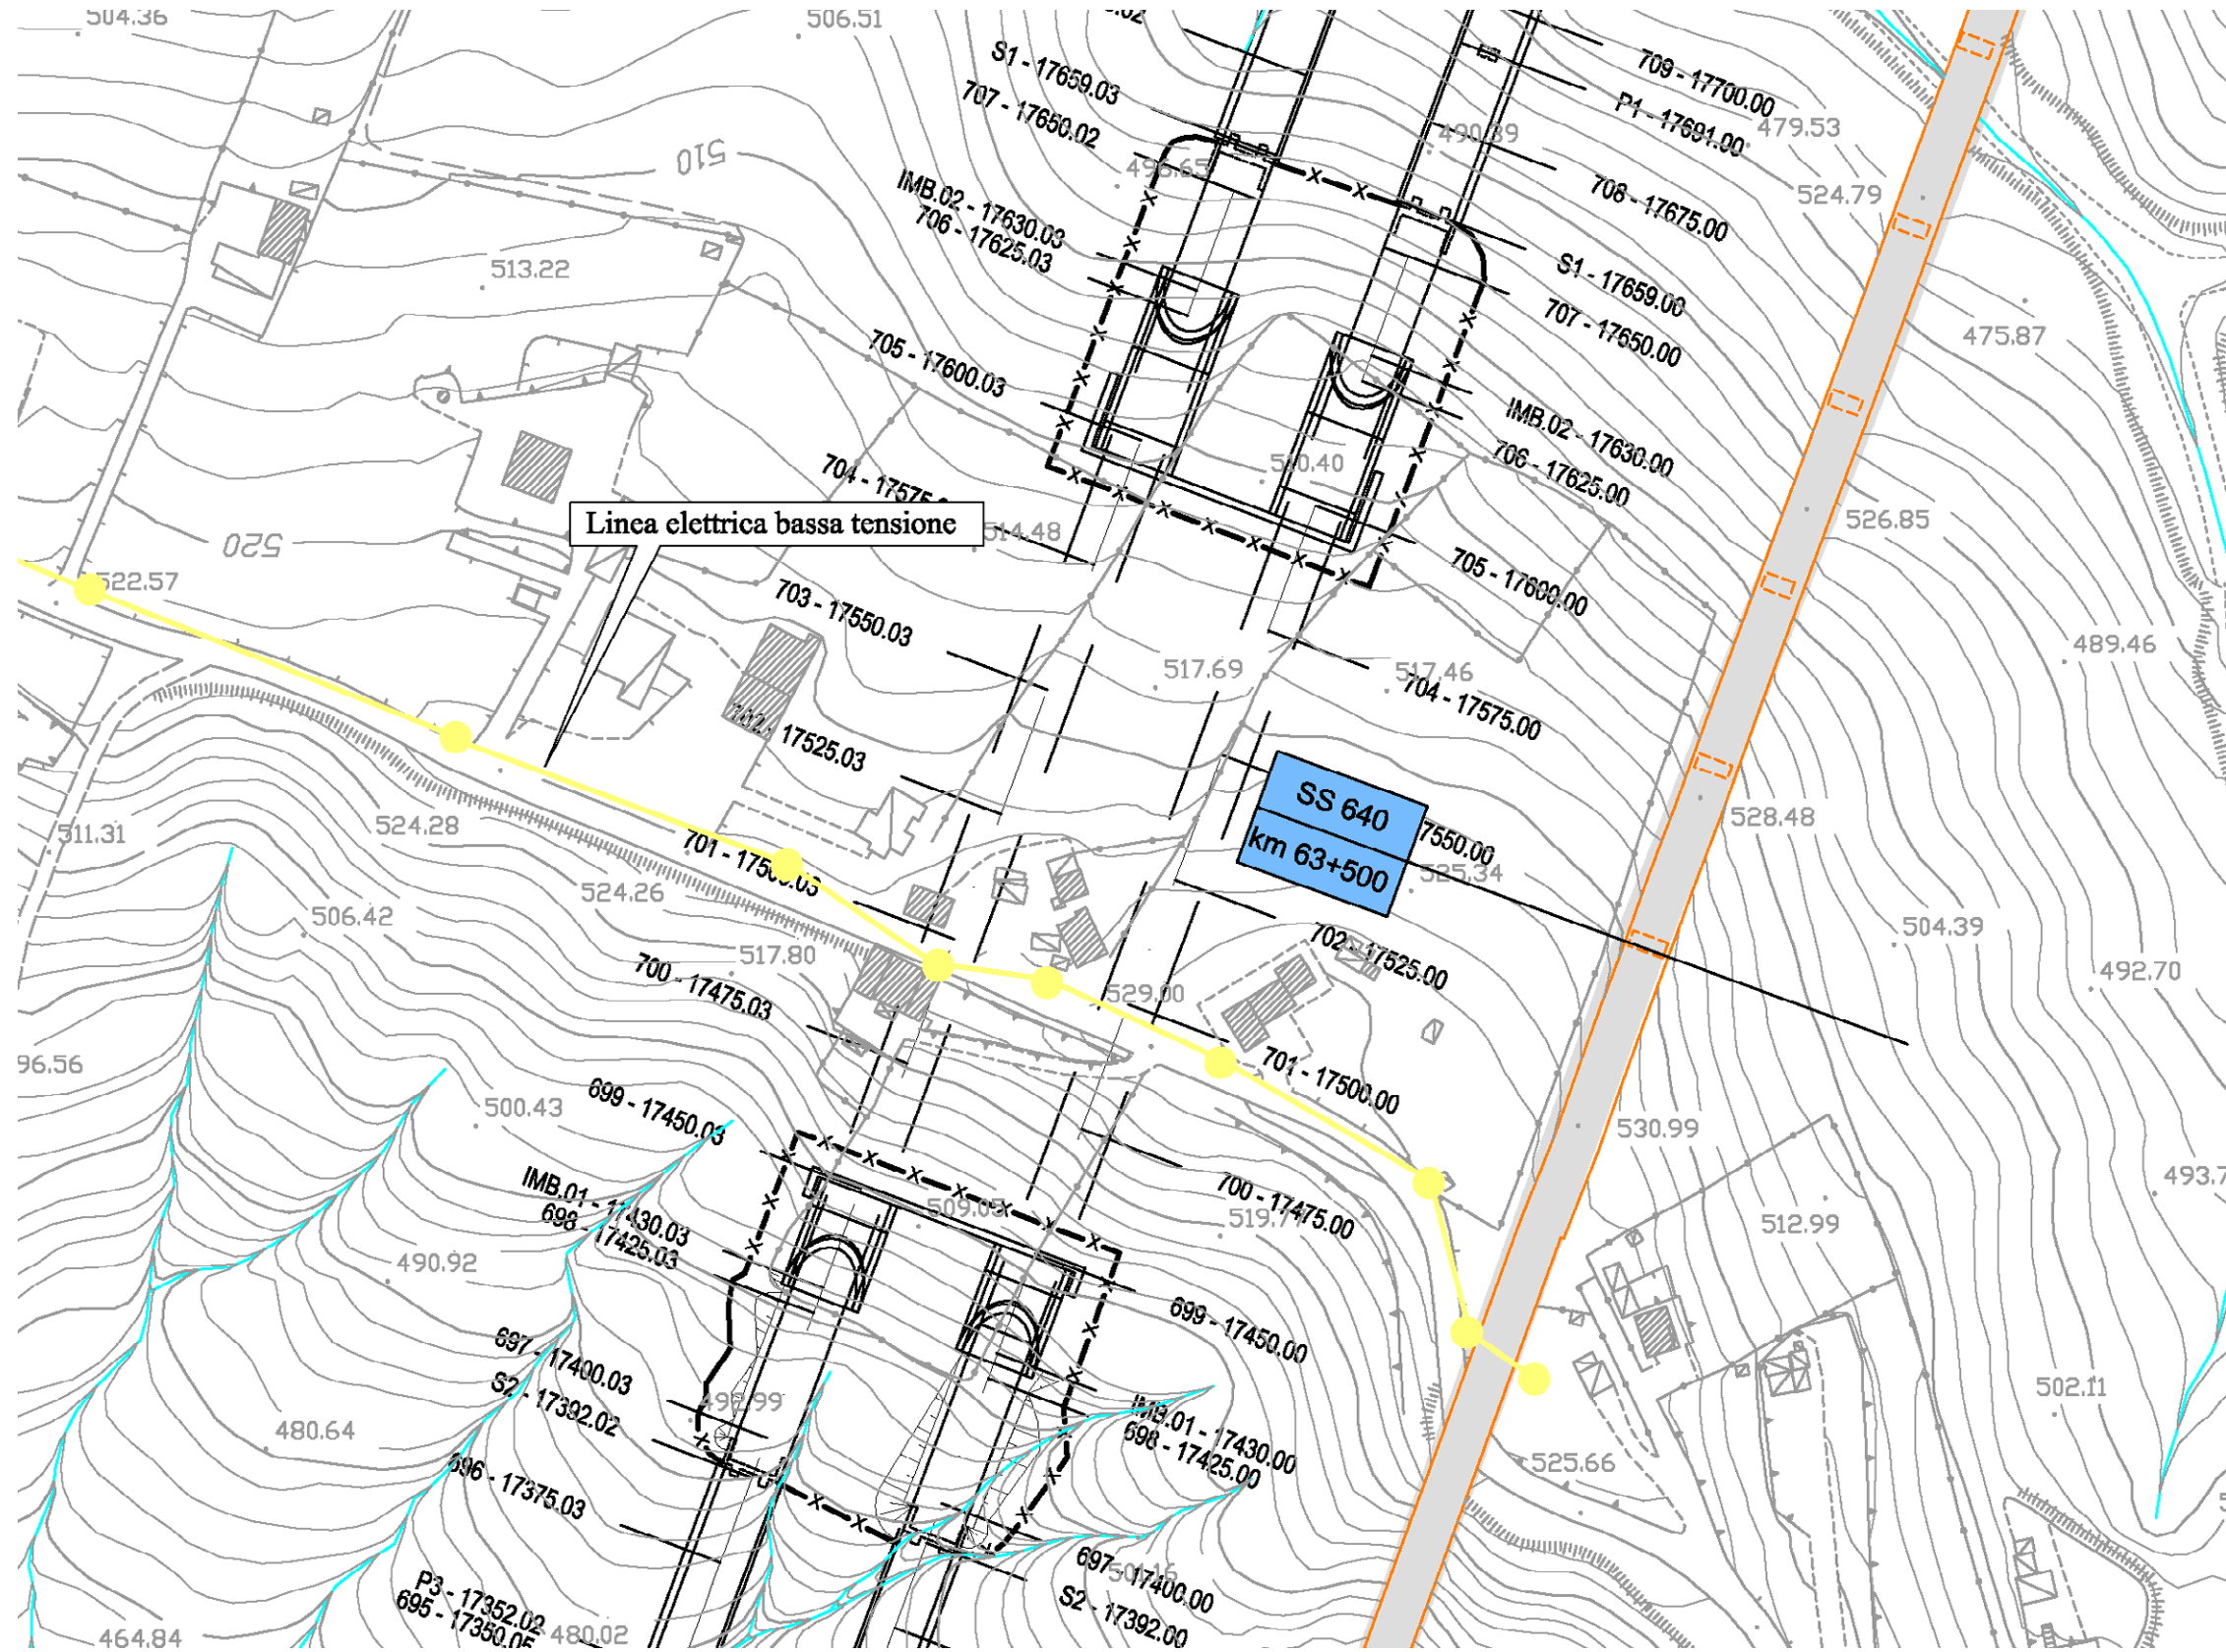 504.36
506.51
S1 - 17659.03
707 - 17650.02
709 - 17700.00
P1 - 17691.00
479.53
490.39
510
498.65
708 - 17675.00
524.79
IMB.02 - 17630.03
706 - 17625.03
513.22
S1 - 17659.00
707 - 17650.00
475.87
705 - 17600.03
IMB.02 - 17630.00
706 - 17625.00
510.40
704 - 17575.
Linea elettrica bassa tensione
514.48
526.85
520
522.57
703 - 17550.03
705 - 17600.00
517.69
517.46
489.46
704 - 17575.00
17525.03
SS 640
km 63+500
7550.00
525.34
528.48
511.31
524.28
701 - 17500.03
524.26
506.42
517.80
504.39
492.70
702 - 17525.00
700 - 17475.03
529.00
96.56
701 - 17500.00
500.43
699 - 17450.03
530.99
493.7
IMB.01 - 17430.03
698 - 17425.03
509.05
700 - 17475.00
519.77
512.99
490.92
699 - 17450.00
697 - 17400.03
S2 - 17392.02
492.99
502.11
480.64
IMB.01 - 17430.00
698 - 17425.00
525.66
696 - 17375.03
697 - 17400.00
501.16
S2 - 17392.00
P3 - 17352.02
695 - 17350.05
480.02
464.84